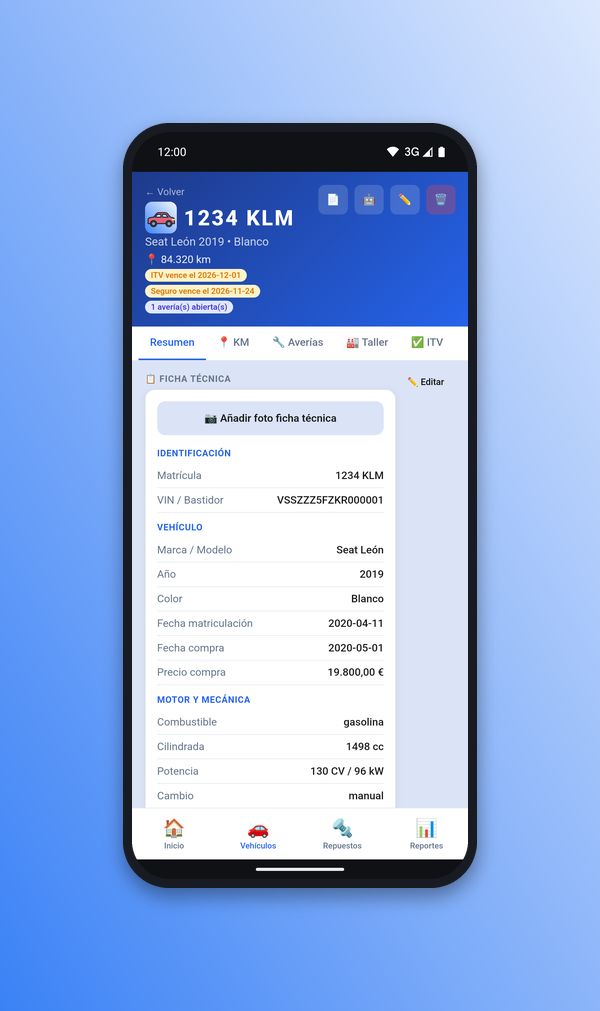 12:00
3G
← Volver
1234 KLM
Seat León 2019 • Blanco
84.320 km
ITV vence el 2026-12-01
Seguro vence el 2026-11-24
1 avería(s) abierta(s)
Resumen KM Averías Taller ITV
FICHA TÉCNICA
Editar
Añadir foto ficha técnica
IDENTIFICACIÓN
Matrícula 1234 KLM
VIN / Bastidor VSSZZZ5FZKR000001
VEHÍCULO
Marca / Modelo Seat León
Año 2019
Color Blanco
Fecha matriculación 2020-04-11
Fecha compra 2020-05-01
Precio compra 19.800,00 €
MOTOR Y MECÁNICA
Combustible gasolina
Cilindrada 1498 cc
Potencia 130 CV / 96 kW
Cambio manual
Inicio Vehículos Repuestos Reportes